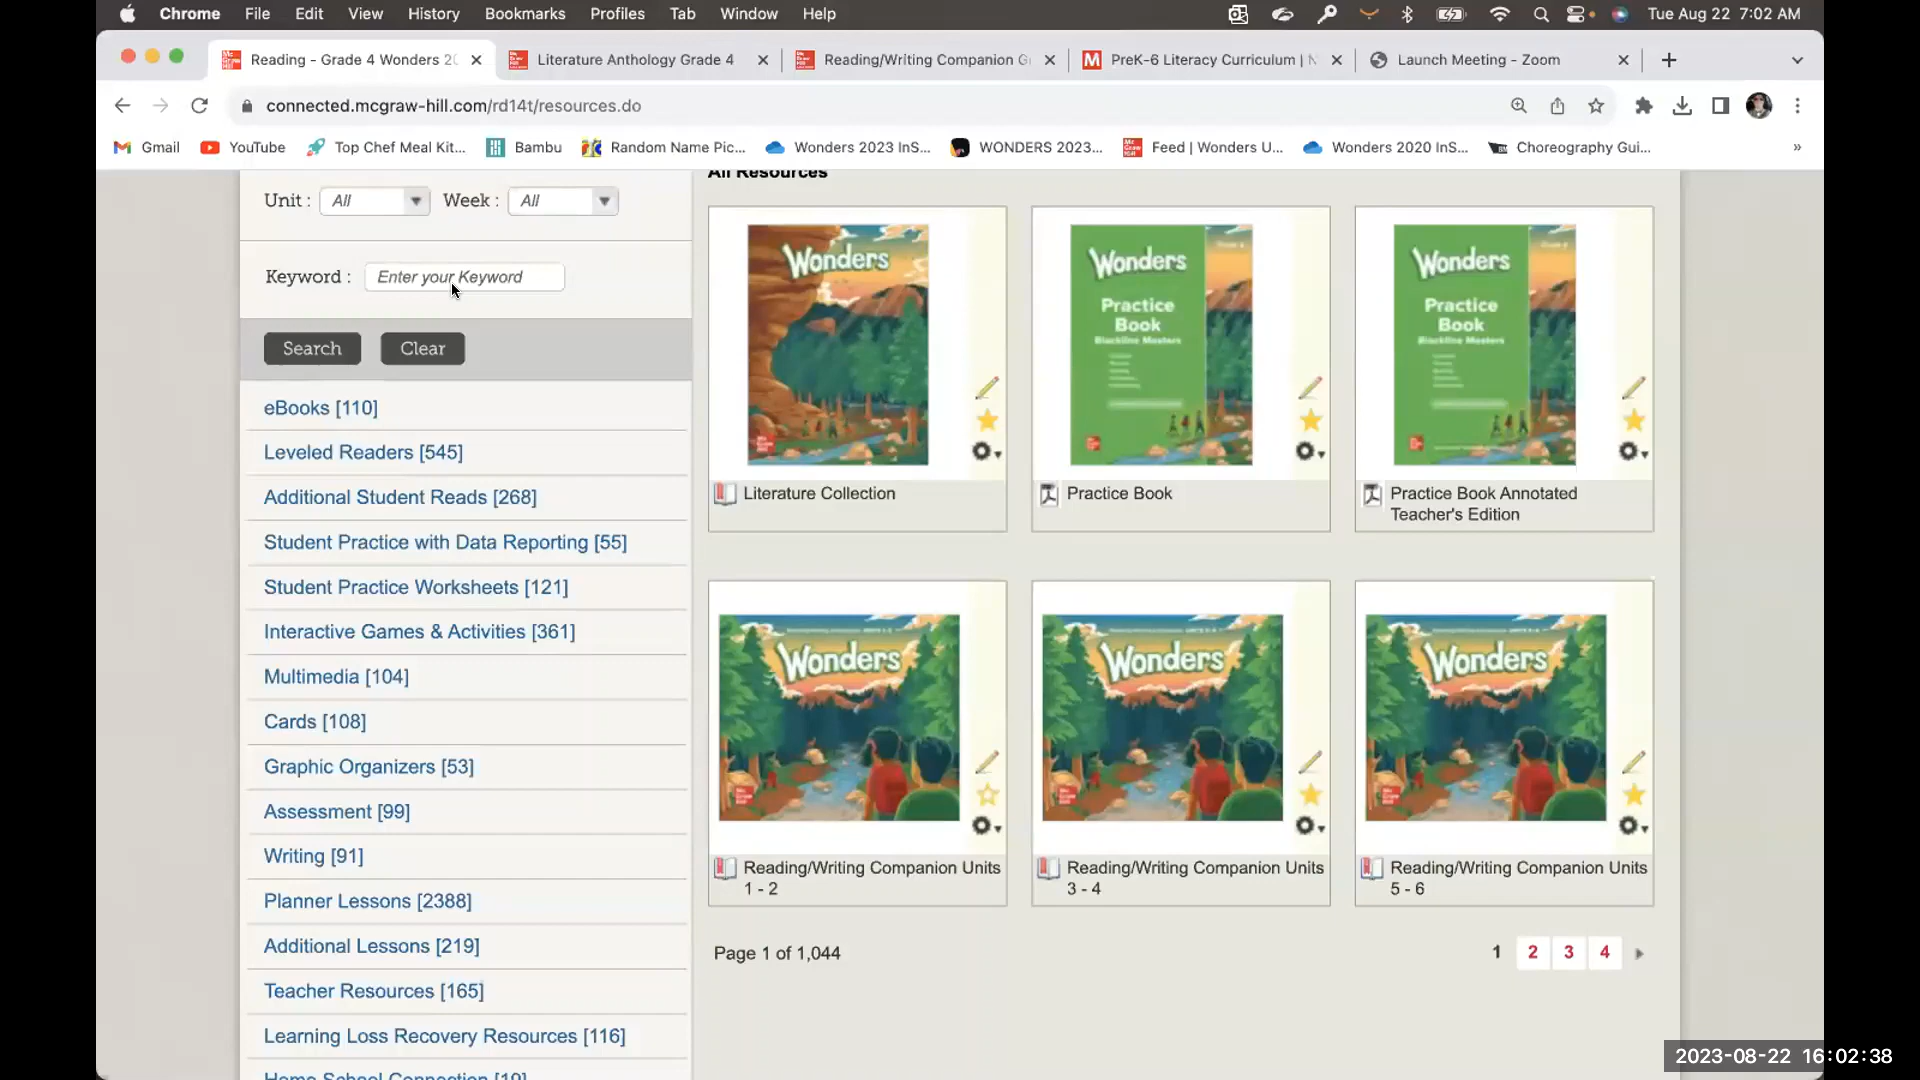 Chrome File Edit View History Bookmarks Profiles Tab Window Help
Tue Aug 22 7:02 AM
Reading - Grade 4 Wonders 20
Literature Anthology Grade 4
Reading/Writing Companion G
PreK-6 Literacy Curriculum | M
Launch Meeting - Zoom
connected.mcgraw-hill.com/rd14t/resources.do
Gmail
YouTube
Top Chef Meal Kit...
Bambu
Random Name Pic...
Wonders 2023 InS...
WONDERS 2023...
Feed | Wonders U...
Wonders 2020 InS...
Choreography Gui...
»
Unit : All Week : All
Keyword : Enter your Keyword
Search Clear
eBooks [110]
Leveled Readers [545]
Additional Student Reads [268]
Student Practice with Data Reporting [55]
Student Practice Worksheets [121]
Interactive Games & Activities [361]
Multimedia [104]
Cards [108]
Graphic Organizers [53]
Assessment [99]
Writing [91]
Planner Lessons [2388]
Additional Lessons [219]
Teacher Resources [165]
Learning Loss Recovery Resources [116]
Home School Connection [19]
All Resources
Wonders
Literature Collection
Wonders
Practice
Book
Blackline Masters
Practice Book
Wonders
Practice
Book
Blackline Masters
Practice Book Annotated
Teacher's Edition
Wonders
Reading/Writing Companion Units
1 - 2
Wonders
Reading/Writing Companion Units
3 - 4
Wonders
Reading/Writing Companion Units
5 - 6
Page 1 of 1,044
1 2 3 4
2023-08-22 16:02:38